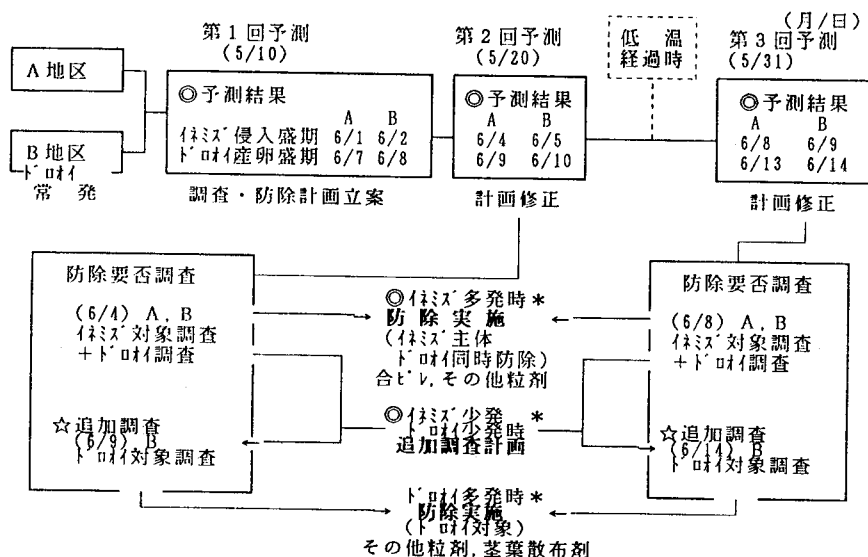 (月/日)
第1回予測
(5/10)
第2回予測
(5/20)
低温
経過時
第3回予測
(5/31)
A地区
B地区
ドロオイ
常発
◎予測結果
A B
イネミズ侵入盛期 6/1 6/2
ドロオイ産卵盛期 6/7 6/8
調査・防除計画立案
◎予測結果
A B
6/4 6/5
6/9 6/10
計画修正
◎予測結果
A B
6/8 6/9
6/13 6/14
計画修正
防除要否調査
(6/4) A, B
イネミズ対象調査
+ドロオイ調査
☆追加調査
(6/9) B
ドロオイ対象調査
◎イネミズ多発時*
防除実施
(イネミズ主体
ドロオイ同時防除)
合ピレ,その他粒剤
◎イネミズ少発
ドロオイ少発時*
追加調査計画
ドロオイ多発時*
防除実施
(ドロオイ対象)
その他粒剤,茎葉散布剤
防除要否調査
(6/8) A, B
イネミズ対象調査
+ドロオイ調査
☆追加調査
(6/14) B
ドロオイ対象調査